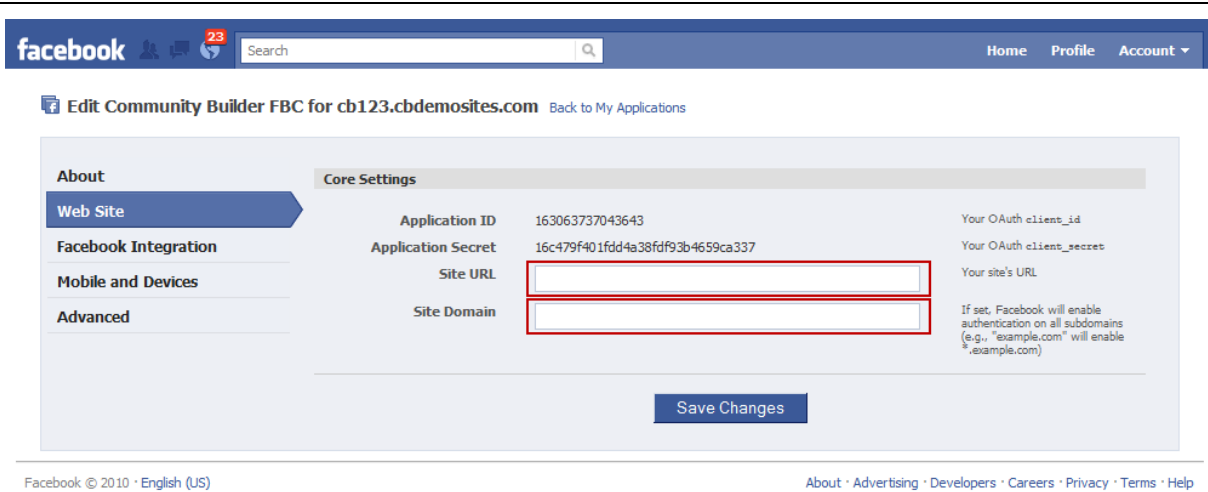 facebook 23 Search Home Profile Account
Edit Community Builder FBC for cb123.cbdemosites.com Back to My Applications
About
Web Site
Facebook Integration
Mobile and Devices
Advanced
Core Settings
Application ID 163063737043643 Your OAuth client_id
Application Secret 16c479f401fdd4a38fdf93b4659ca337 Your OAuth client_secret
Site URL Your site's URL
Site Domain If set, Facebook will enable
authentication on all subdomains
(e.g., "example.com" will enable
*.example.com)
Save Changes
Facebook © 2010 · English (US) About · Advertising · Developers · Careers · Privacy · Terms · Help